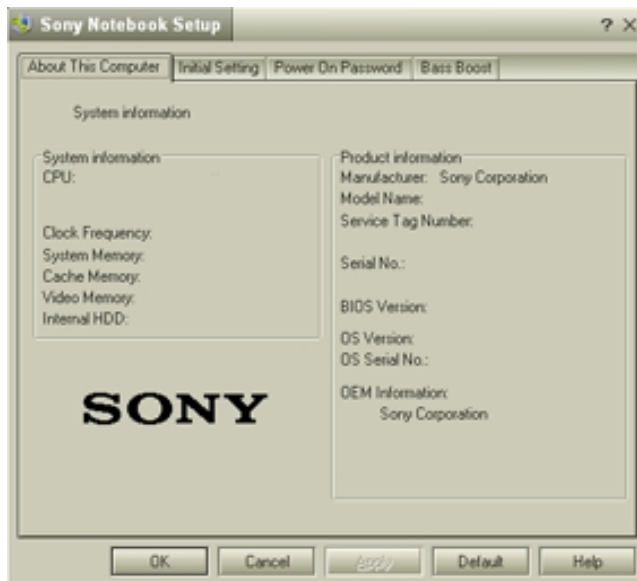 Sony Notebook Setup
About This Computer
Initial Setting
Power On Password
Bass Boost
System information
System information
CPU:
Clock Frequency:
System Memory:
Cache Memory:
Video Memory:
Internal HDD:
Product information
Manufacturer: Sony Corporation
Model Name:
Service Tag Number:
Serial No.:
BIOS Version:
OS Version:
OS Serial No.:
OEM Information:
Sony Corporation
SONY
OK
Cancel
Apply
Default
Help